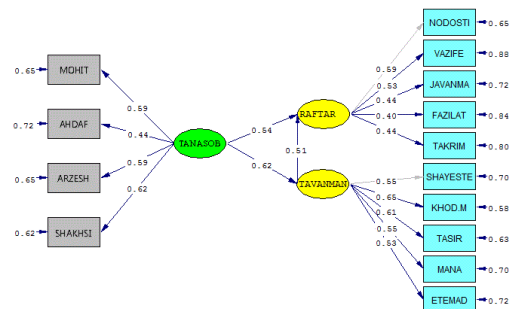 NODOSTI
0.65
VAZIFE
0.88
JAVANMA
0.72
FAZILAT
0.84
TAKRIM
0.80
SHAYESTE
0.70
KHOD.M
0.58
TASIR
0.63
MANA
0.70
ETEMAD
0.72
0.65
MOHIT
0.72
AHDAF
0.65
ARZESH
0.62
SHAKHSI
0.59
0.44
0.59
0.62
TANASOB
0.54
0.62
0.51
RAFTAR
TAVANMAN
0.59
0.53
0.44
0.40
0.44
0.55
0.65
0.61
0.55
0.53